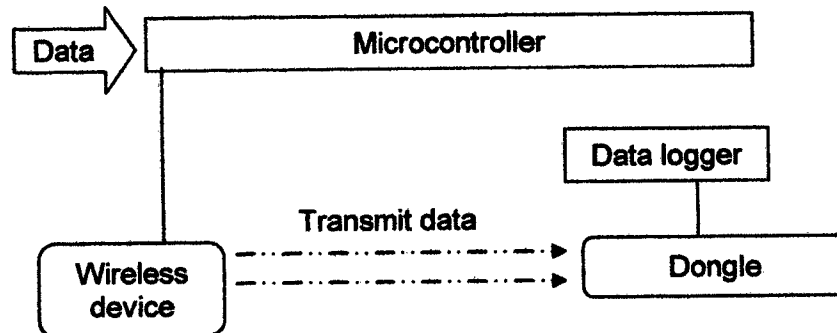 Data
Microcontroller
Data logger
Transmit data
Wireless
device
Dongle